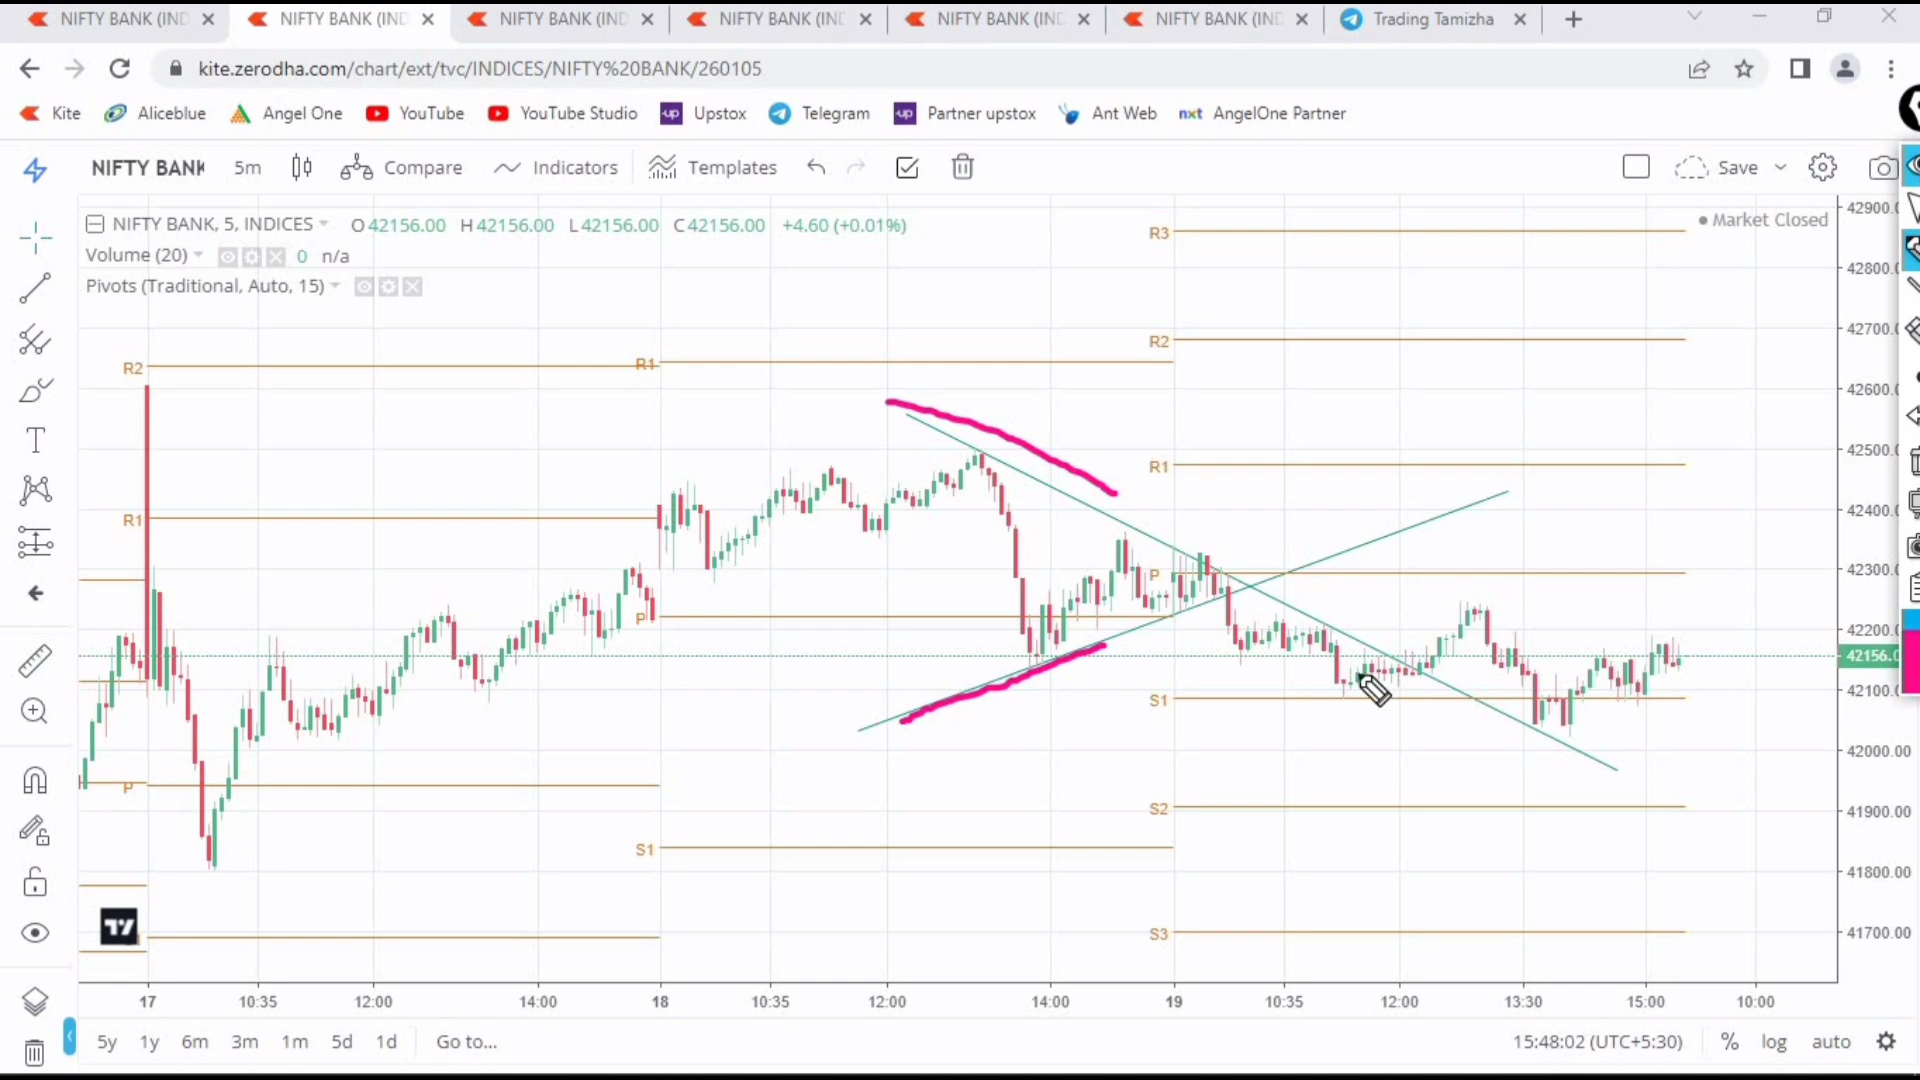 NIFTY BANK (IND
NIFTY BANK (IND
NIFTY BANK (IND
NIFTY BANK (IND
NIFTY BANK (IND
NIFTY BANK (IND
Trading Tamizha
kite.zerodha.com/chart/ext/tvc/INDICES/NIFTY%20BANK/260105
Kite Aliceblue Angel One YouTube YouTube Studio up Upstox Telegram up Partner upstox Ant Web nxt AngelOne Partner
NIFTY BANK 5m Compare Indicators Templates Save
NIFTY BANK, 5, INDICES O42156.00 H42156.00 L42156.00 C42156.00 +4.60 (+0.01%)
Market Closed
Volume (20) 0 n/a
Pivots (Traditional, Auto, 15)
R3
R2
R2
R1
R1
R1
P
P
P
S1
S1
S2
S3
42900.0
42800.0
42700.0
42600.0
42500.0
42400.0
42300.0
42200.0
42156.0
42100.0
42000.00
41900.00
41800.00
41700.00
17 10:35 12:00 14:00 18 10:35 12:00 14:00 19 10:35 12:00 13:30 15:00 10:00
5y 1y 6m 3m 1m 5d 1d Go to...
15:48:02 (UTC+5:30) % log auto